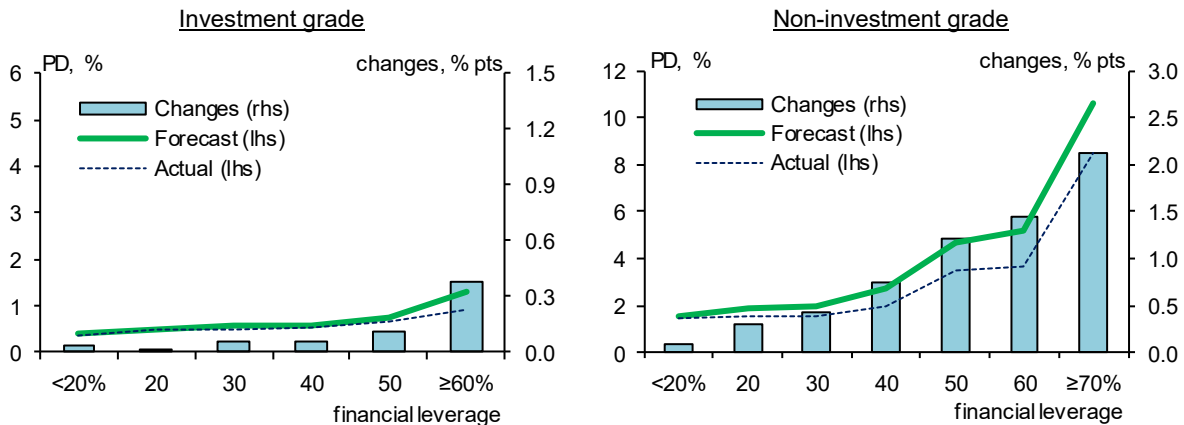 Investment grade
PD, %
changes, % pts
6
5
4
3
2
1
0
1.5
1.2
0.9
0.6
0.3
0.0
Changes (rhs)
Forecast (lhs)
Actual (lhs)
<20% 20 30 40 50 ≥60%
financial leverage
Non-investment grade
PD, %
changes, % pts
12
10
8
6
4
2
0
3.0
2.5
2.0
1.5
1.0
0.5
0.0
Changes (rhs)
Forecast (lhs)
Actual (lhs)
<20% 20 30 40 50 60 ≥70%
financial leverage